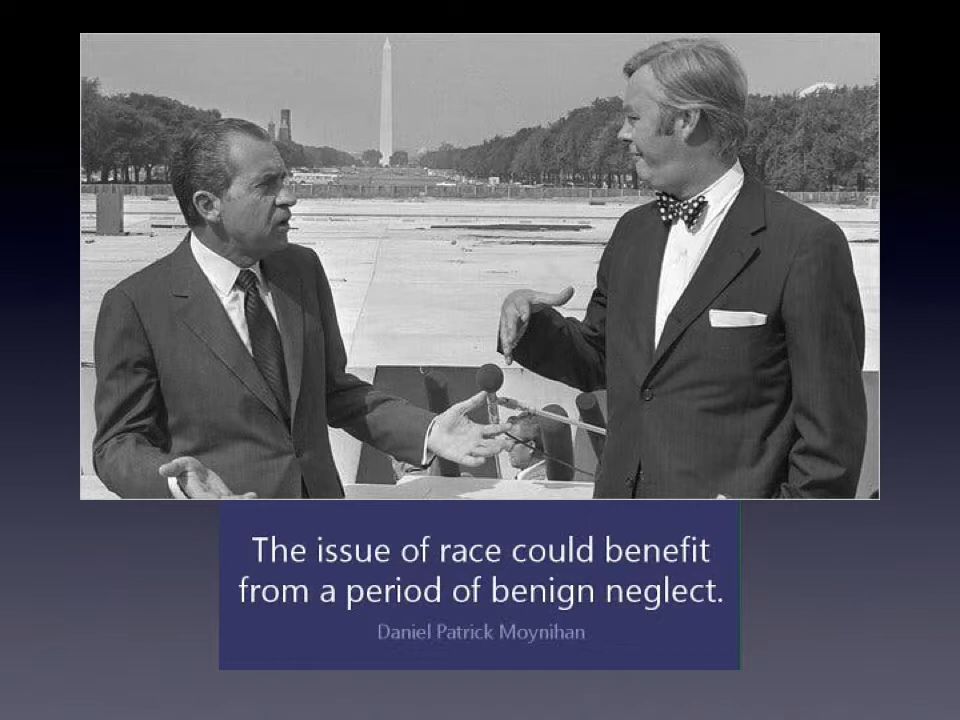 The issue of race could benefit
from a period of benign neglect.
Daniel Patrick Moynihan